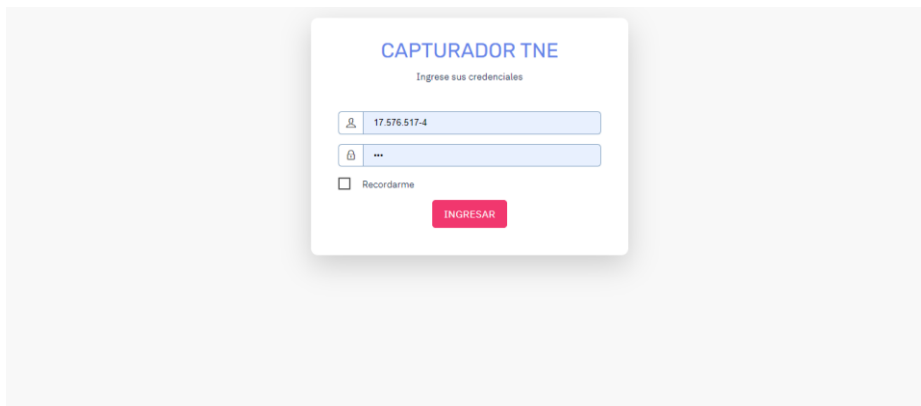 CAPTURADOR TNE
Ingrese sus credenciales
17.576.517-4
•••
Recordarme
INGRESAR